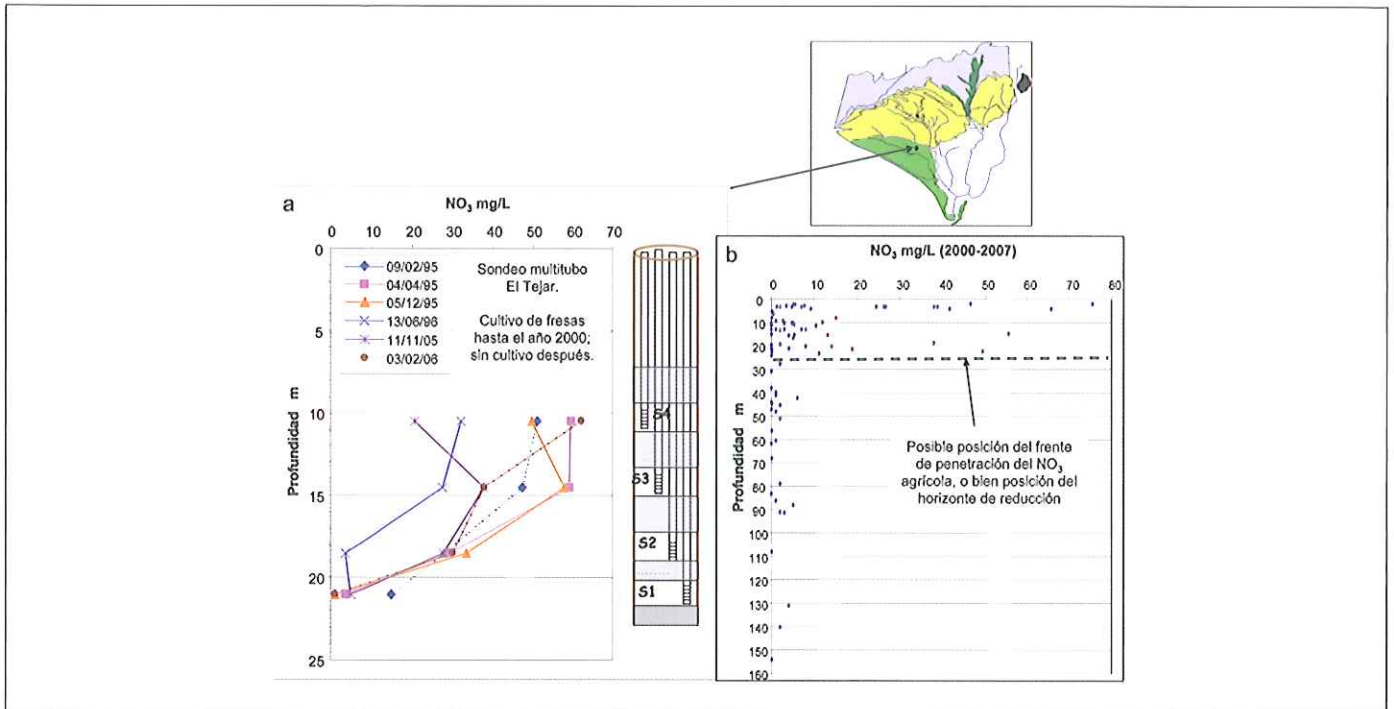 a
NO3 mg/L
0 10 20 30 40 50 60 70
0
5
10
15
20
25
Profundidad m
09/02/95
04/04/95
05/12/95
13/06/96
11/11/05
03/02/06
Sondeo multitubo
El Tejar.
Cultivo de fresas
hasta el año 2000;
sin cultivo después.
S4
S3
S2
S1
b
NO3 mg/L (2000-2007)
0 10 20 30 40 50 60 70 80
0
10
20
30
40
50
60
70
80
90
100
110
120
130
140
150
160
Profundidad m
Posible posición del frente
de penetración del NO3
agrícola, o bien posición del
horizonte de reducción